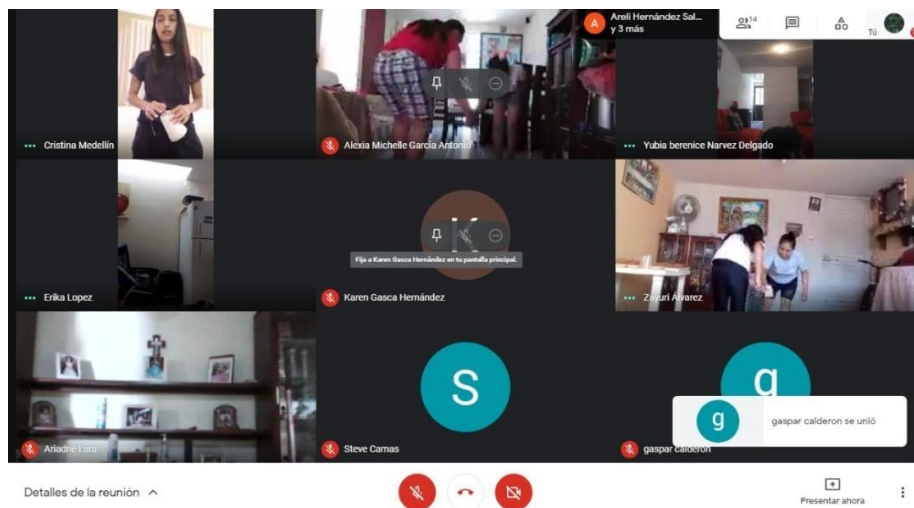 Areli Hernández Sal...
y 3 más
14
Tú
Cristina Medellín
Alexia Michelle García Antonio
Yubia berenice Narvez Delgado
K
Fija a Karen Gasca Hernández en tu pantalla principal.
A
Erika Lopez
Karen Gasca Hernández
Zayuri Álvarez
S
g
g
gaspar calderon se unió
Ariadne Lara
Steve Camas
gaspar calderon
Detalles de la reunión
Presentar ahora